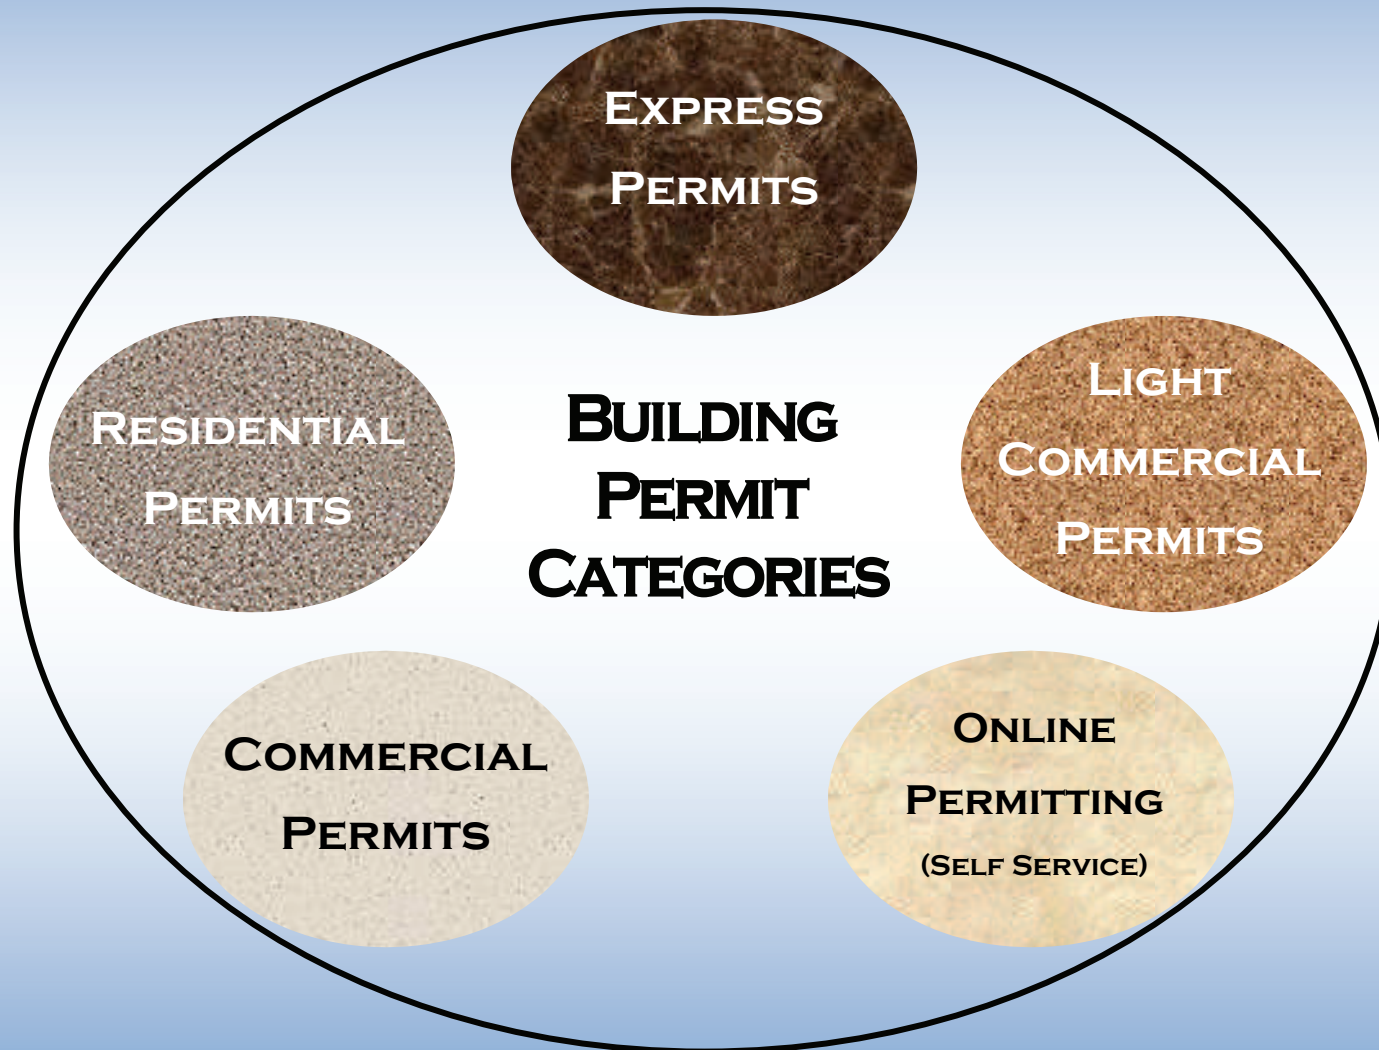 Express
Permits
Residential
Permits
Building
Permit
Categories
Light
Commercial
Permits
Commercial
Permits
Online
Permitting
(Self Service)